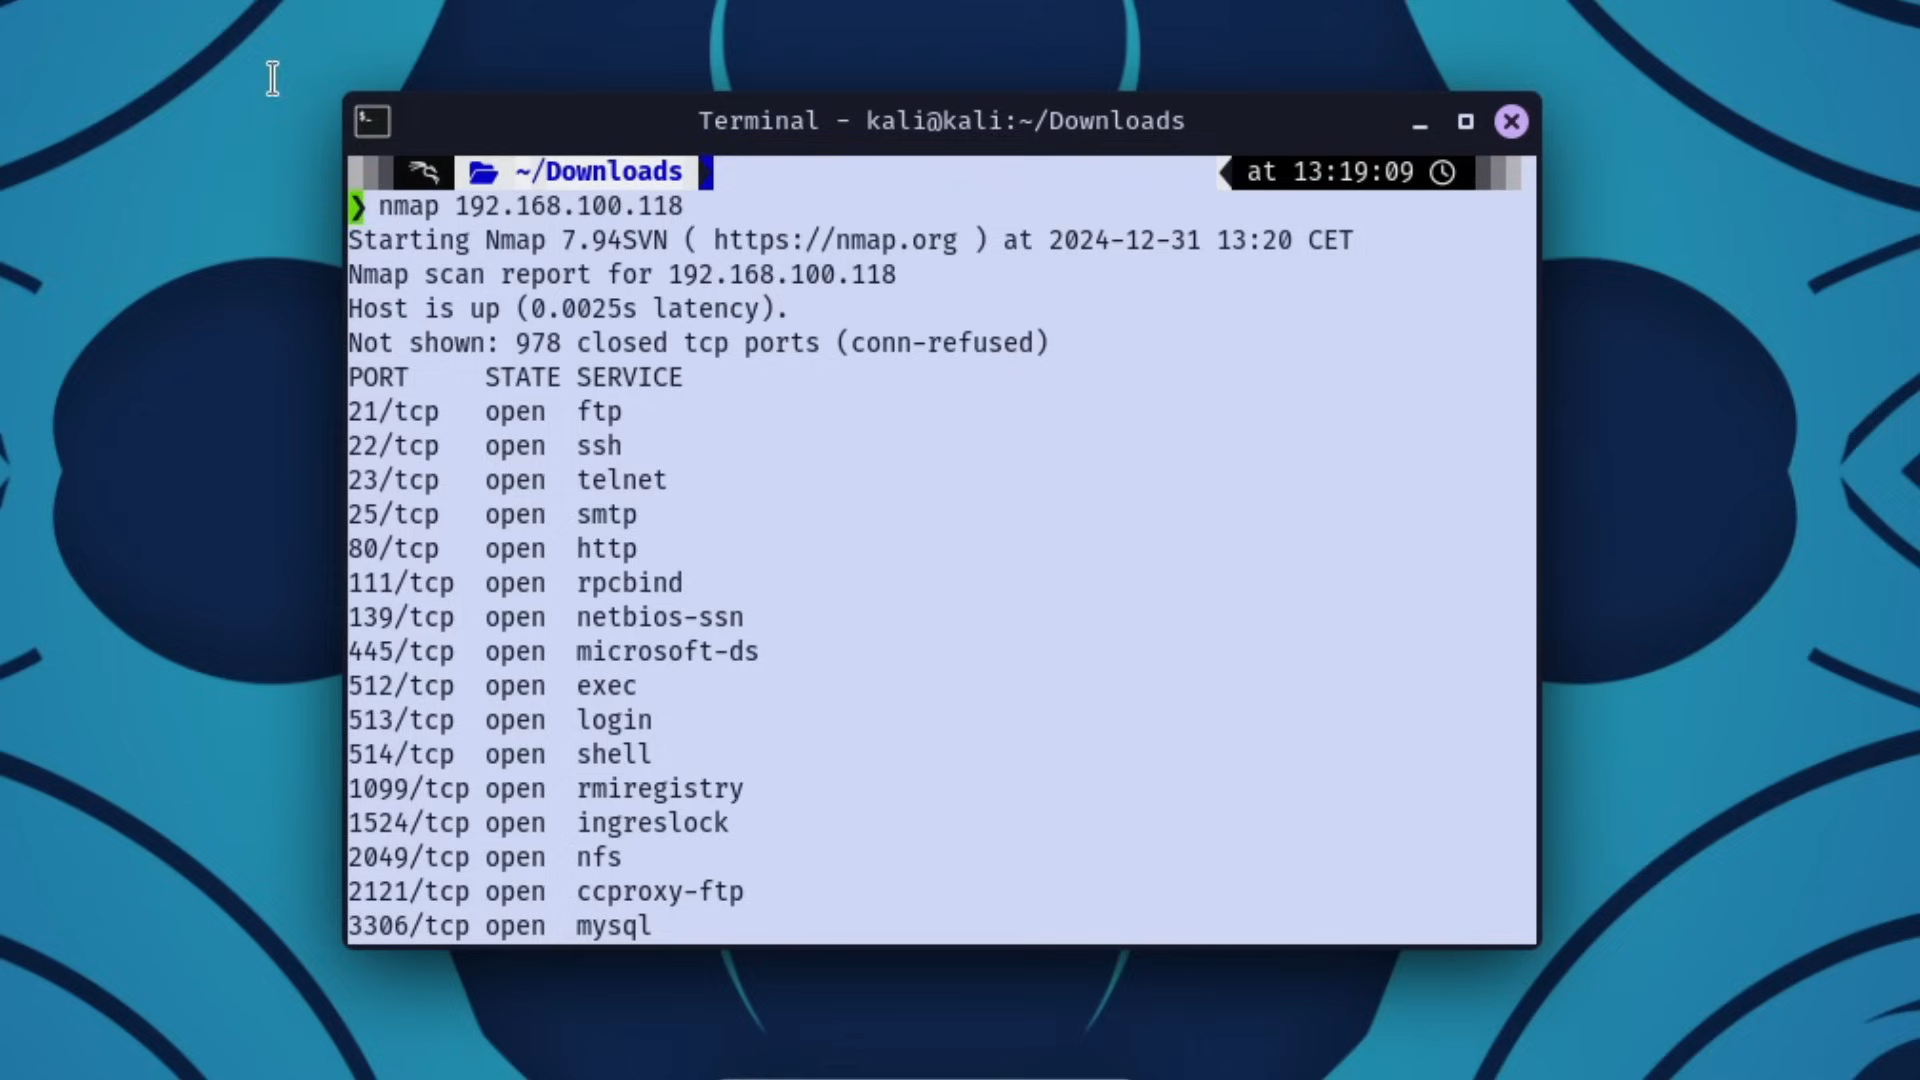 $-
Terminal - kali@kali:~/Downloads
~/Downloads
at 13:19:09
❯ nmap 192.168.100.118
Starting Nmap 7.94SVN ( https://nmap.org ) at 2024-12-31 13:20 CET
Nmap scan report for 192.168.100.118
Host is up (0.0025s latency).
Not shown: 978 closed tcp ports (conn-refused)
PORT     STATE SERVICE
21/tcp   open  ftp
22/tcp   open  ssh
23/tcp   open  telnet
25/tcp   open  smtp
80/tcp   open  http
111/tcp  open  rpcbind
139/tcp  open  netbios-ssn
445/tcp  open  microsoft-ds
512/tcp  open  exec
513/tcp  open  login
514/tcp  open  shell
1099/tcp open  rmiregistry
1524/tcp open  ingreslock
2049/tcp open  nfs
2121/tcp open  ccproxy-ftp
3306/tcp open  mysql